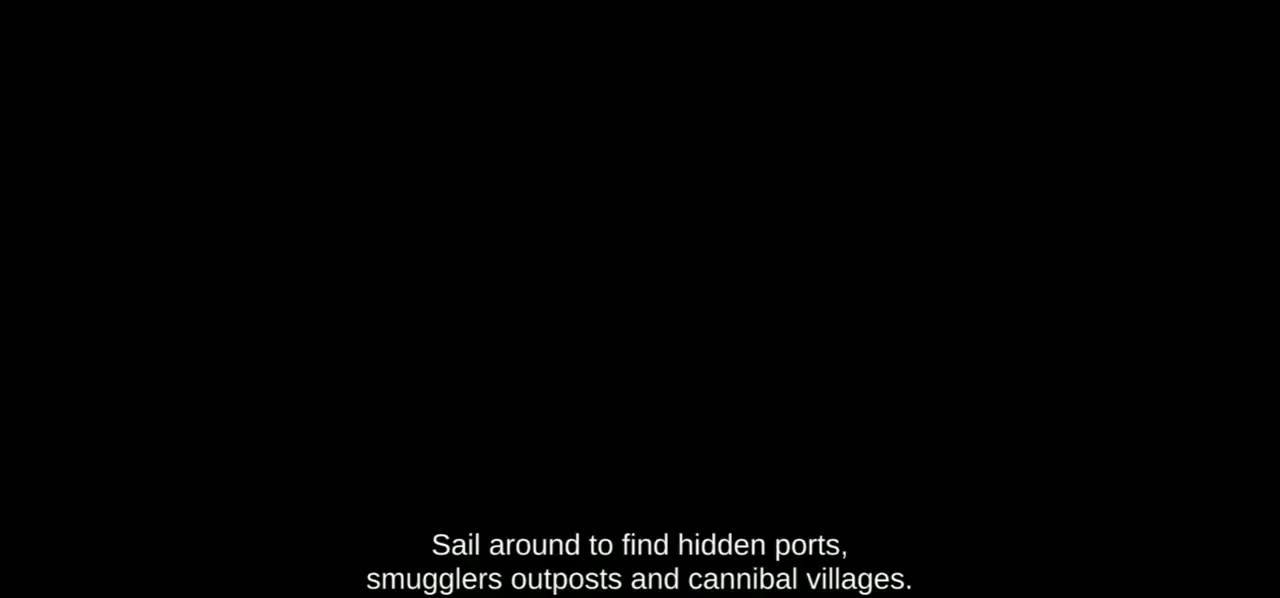 Sail around to find hidden ports,
smugglers outposts and cannibal villages.